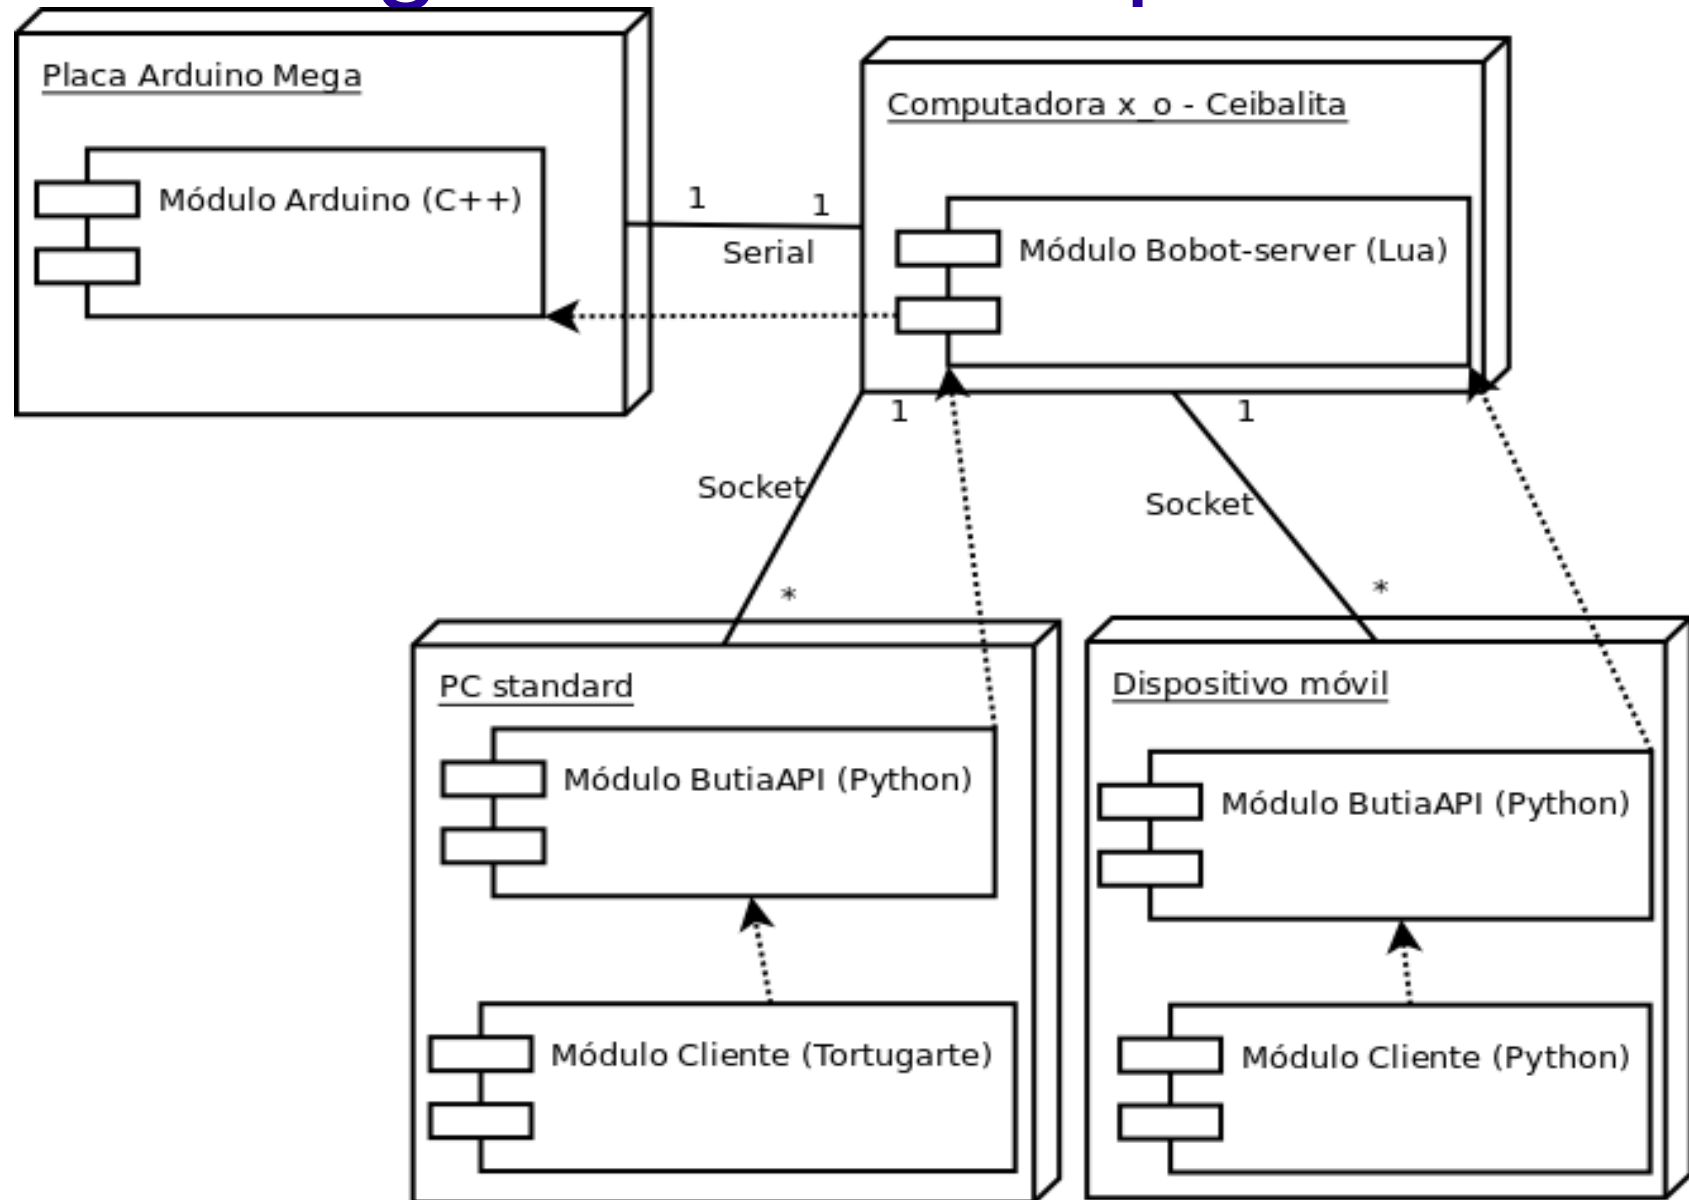 Placa Arduino Mega
Módulo Arduino (C++)
1
1
Serial
Computadora x_o - Ceibalita
Módulo Bobot-server (Lua)
1
1
Socket
Socket
*
*
PC standard
Módulo ButiaAPI (Python)
Módulo Cliente (Tortugarte)
Dispositivo móvil
Módulo ButiaAPI (Python)
Módulo Cliente (Python)